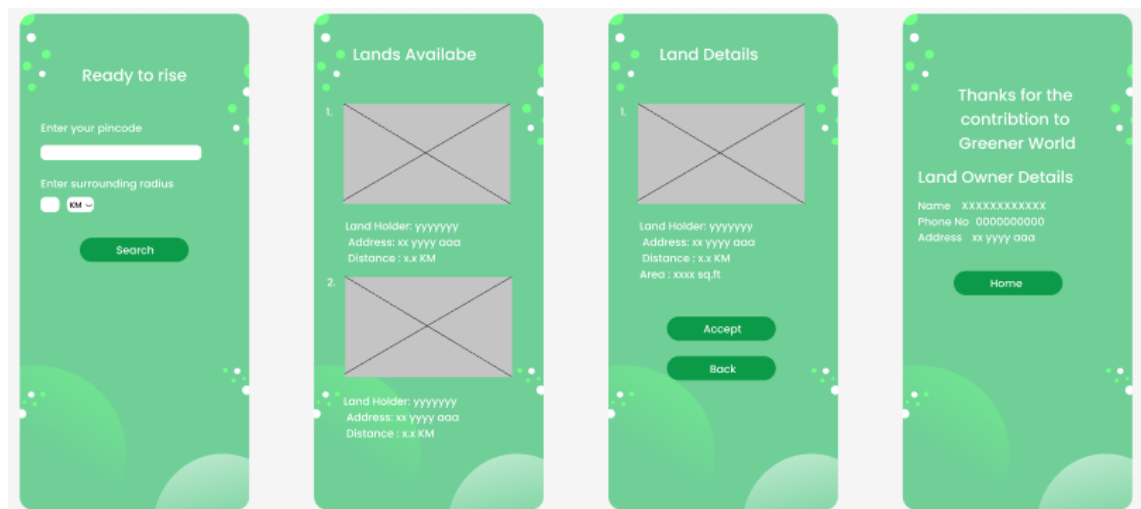 Ready to rise
Enter your pincode
Enter surrounding radius
KM
Search
Lands Availabe
1.
Land Holder: yyyyyyy
Address: xx yyyy aaa
Distance : x.x KM
2.
Land Holder: yyyyyyy
Address: xx yyyy aaa
Distance : x.x KM
Land Details
1.
Land Holder: yyyyyyy
Address: xx yyyy aaa
Distance : x.x KM
Area : xxxx sq.ft
Accept
Back
Thanks for the
contribtion to
Greener World
Land Owner Details
Name XXXXXXXXXXXX
Phone No 0000000000
Address xx yyyy aaa
Home